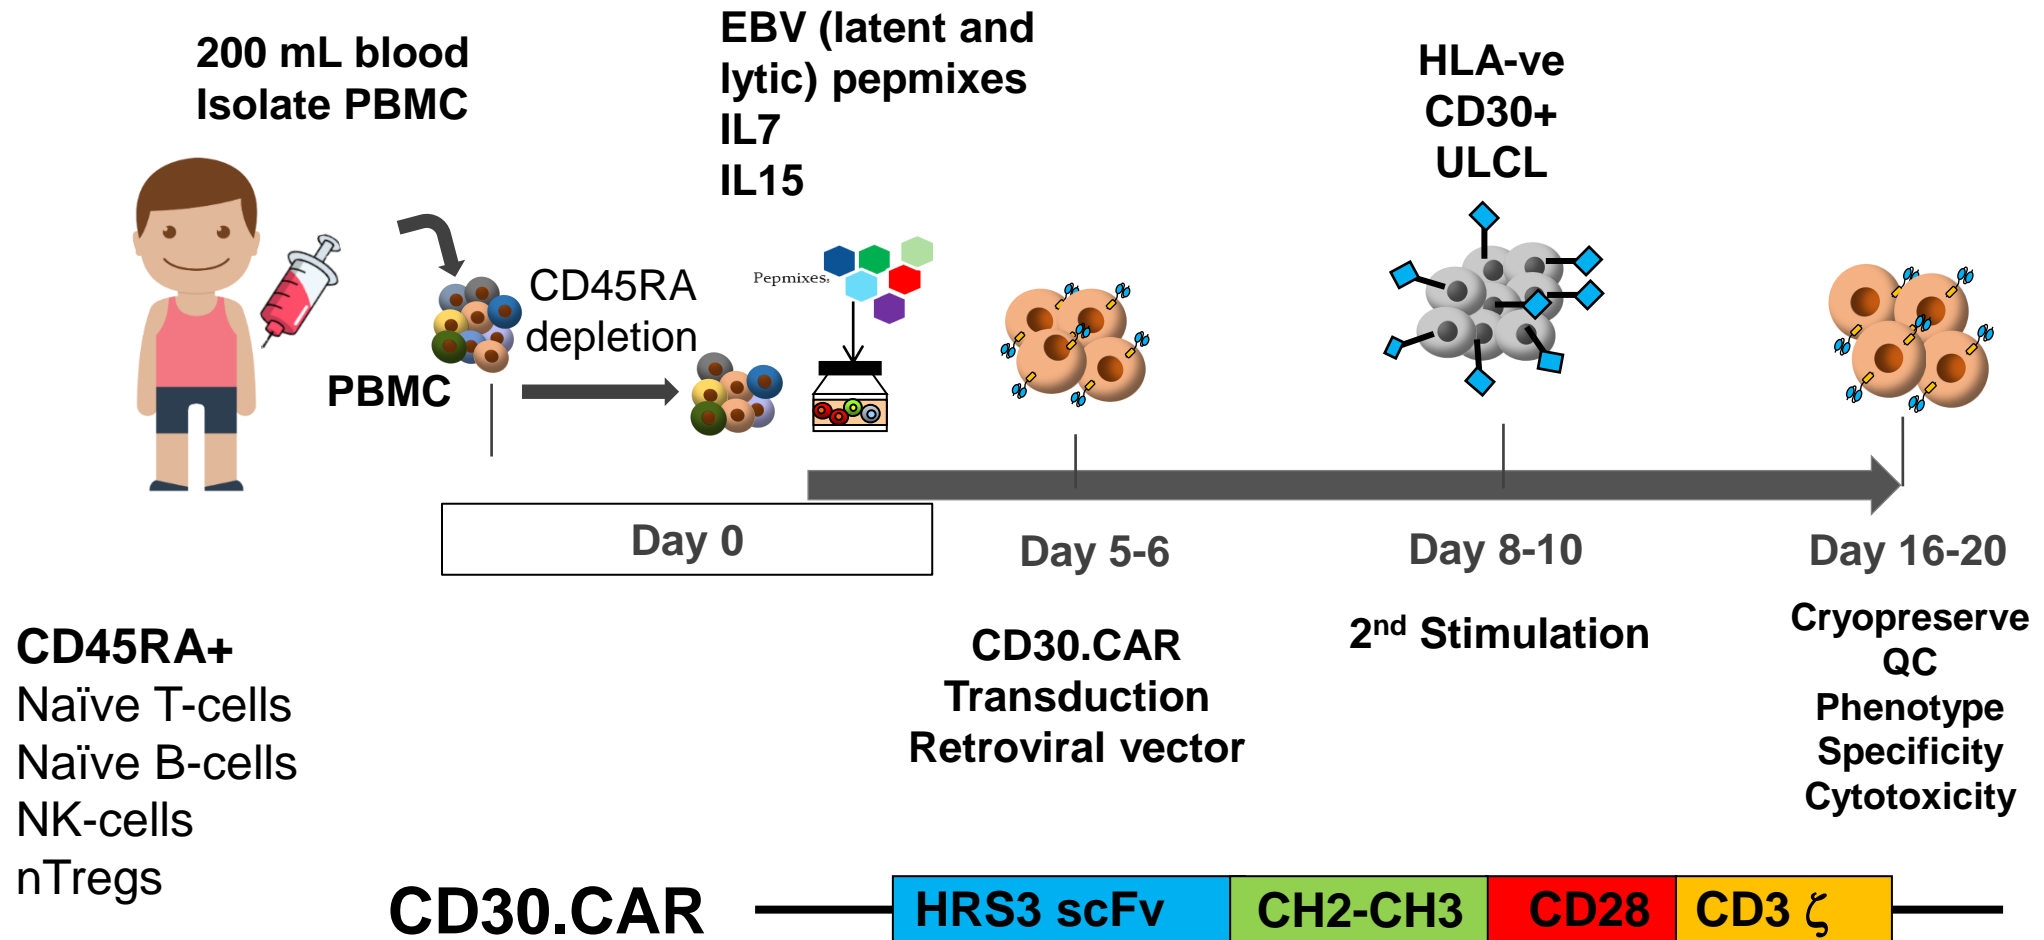 200 mL blood
Isolate PBMC
EBV (latent and
lytic) pepmixes
IL7
IL15
HLA-ve
CD30+
ULCL
CD45RA
depletion
Pepmixes:
PBMC
Day 0
Day 5-6
Day 8-10
Day 16-20
CD45RA+
Naïve T-cells
Naïve B-cells
NK-cells
nTregs
CD30.CAR
Transduction
Retroviral vector
2nd Stimulation
Cryopreserve
QC
Phenotype
Specificity
Cytotoxicity
CD30.CAR
HRS3 scFv
CH2-CH3
CD28
CD3 ζ